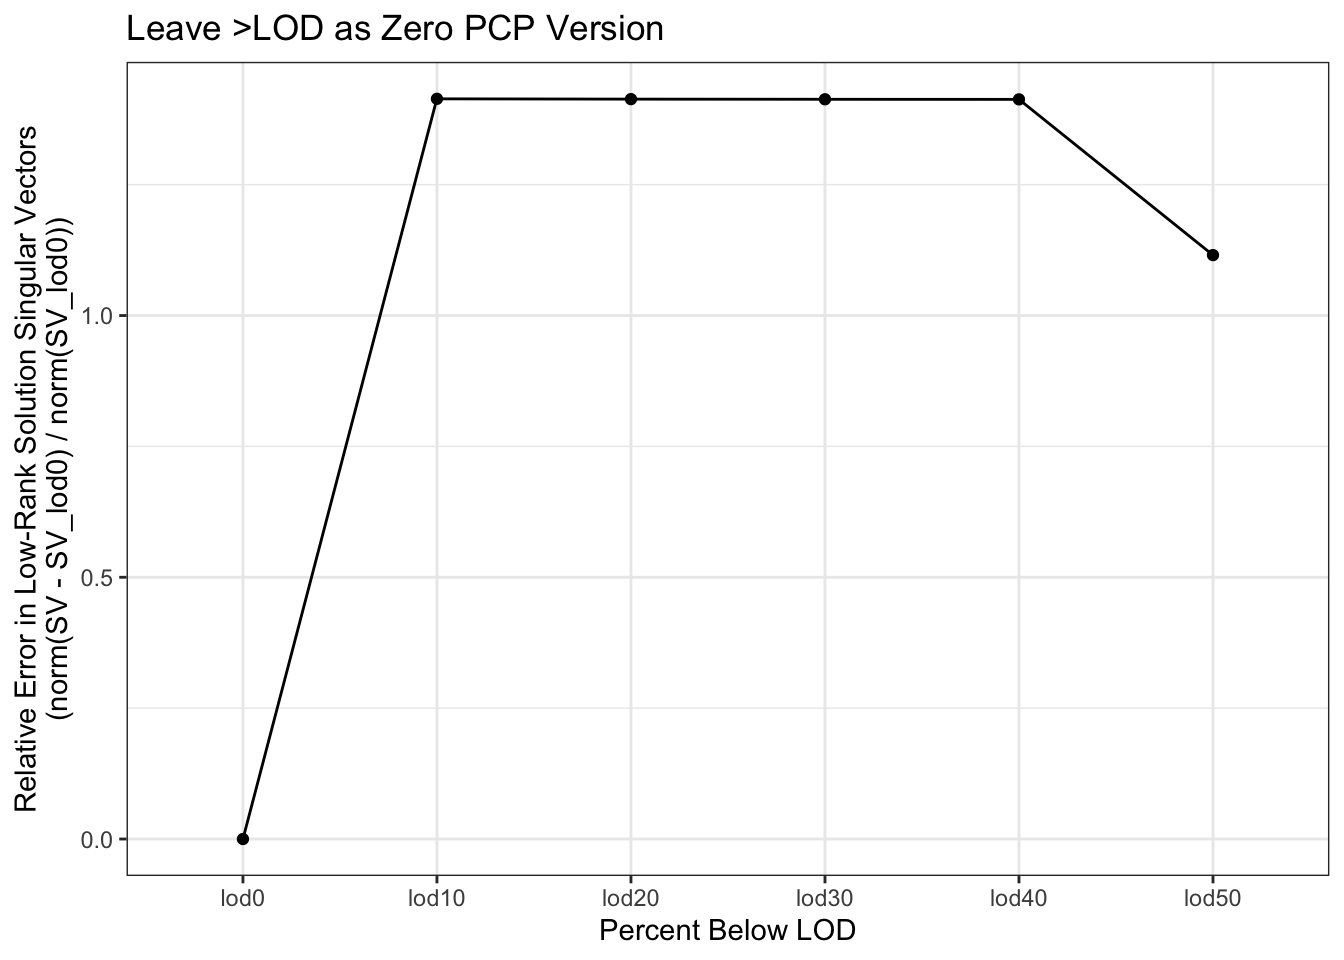 Leave >LOD as Zero PCP Version
Relative Error in Low-Rank Solution Singular Vectors
(norm(SV - SV_lod0) / norm(SV_lod0))
1.0
0.5
0.0
lod0
lod10
lod20
lod30
lod40
lod50
Percent Below LOD